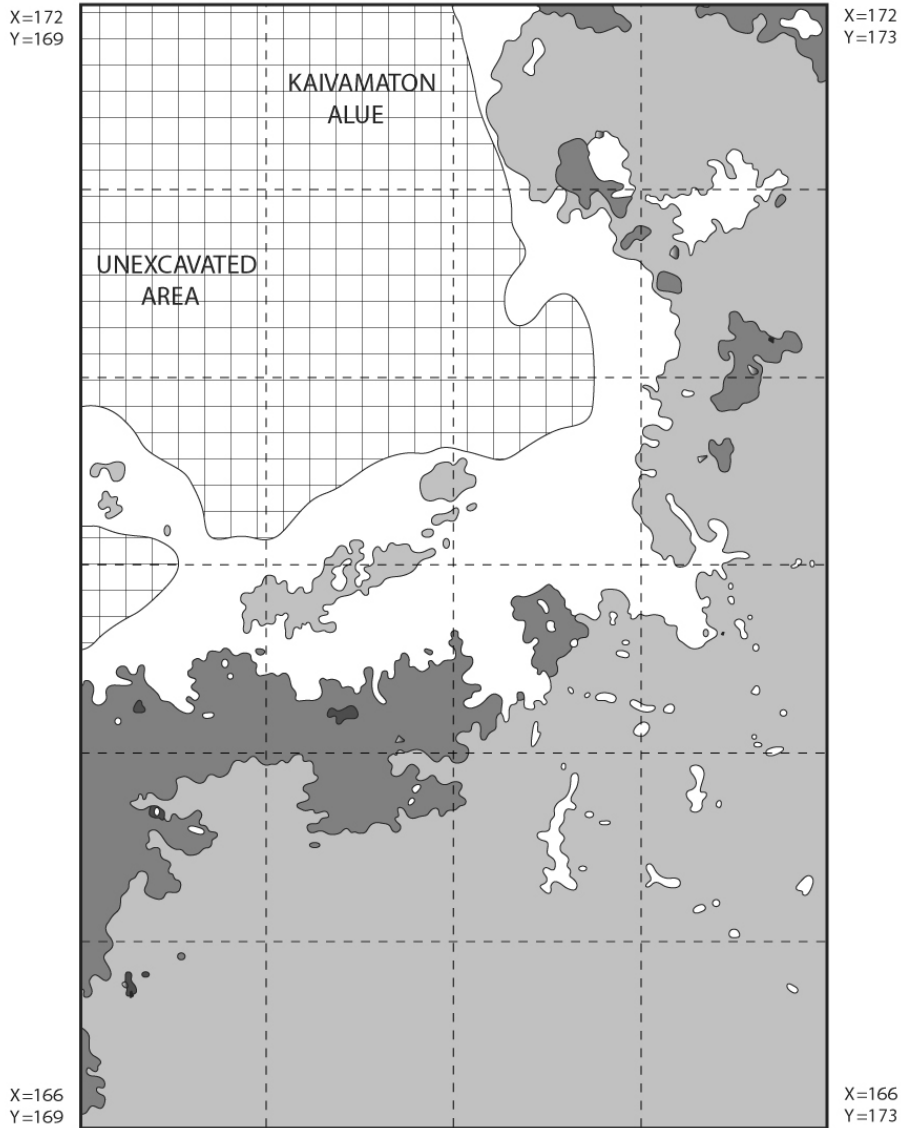 X=172
Y=169
X=172
Y=173
KAIVAMATON
ALUE
UNEXCAVATED
AREA
X=166
Y=169
X=166
Y=173